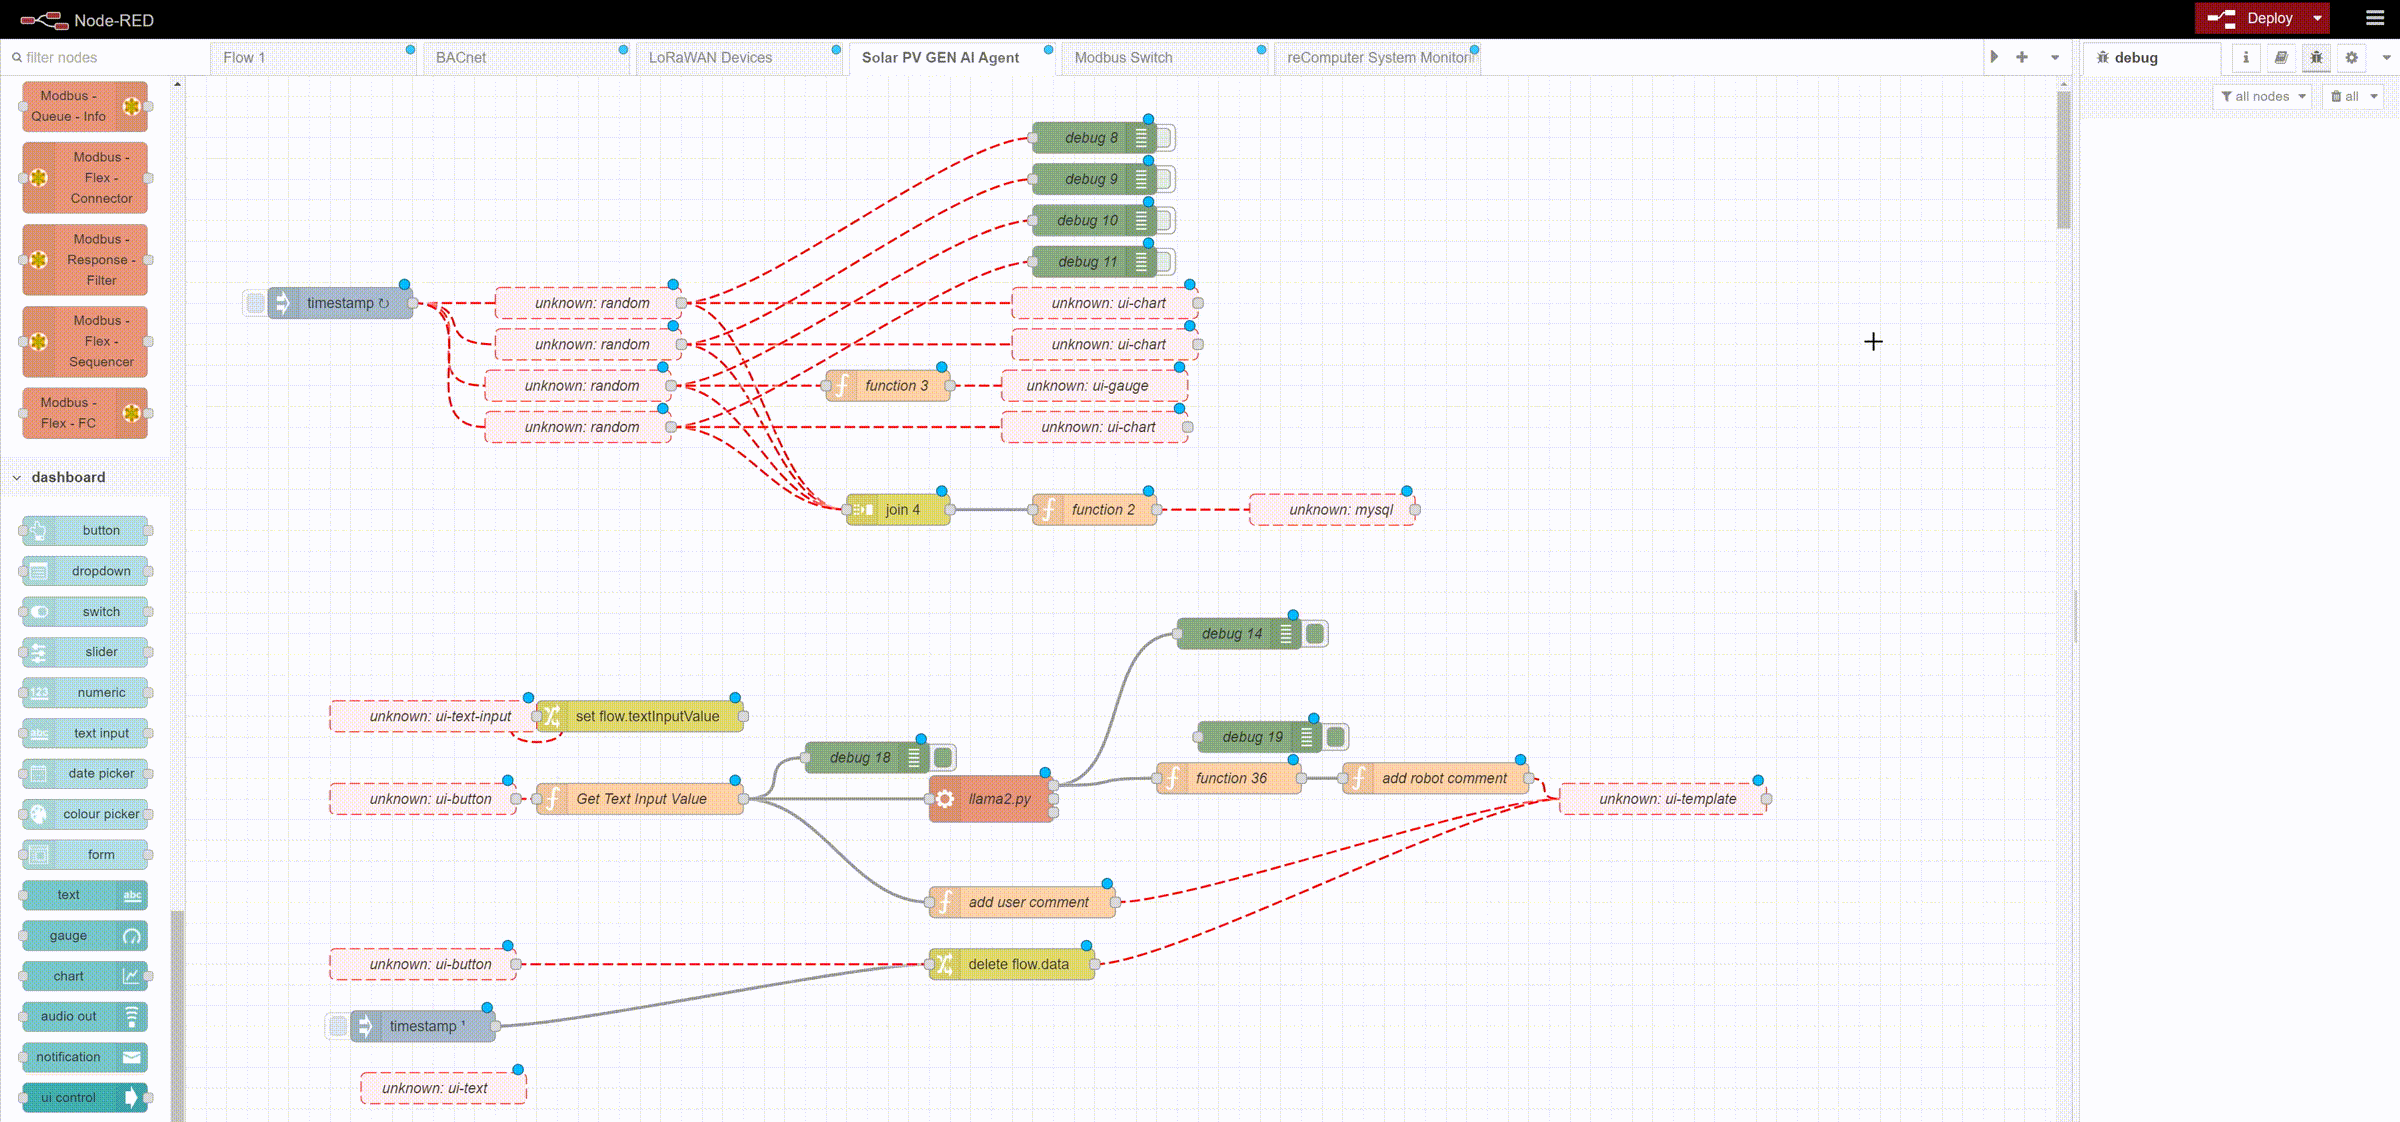 Node-RED
Deploy
filter nodes
Flow 1
BACnet
LoRaWAN Devices
Solar PV GEN AI Agent
Modbus Switch
reComputer System Monitori
debug
all nodes
all
Modbus -
Queue - Info
Modbus -
Flex -
Connector
Modbus -
Response -
Filter
Modbus -
Flex -
Sequencer
Modbus -
Flex - FC
dashboard
button
dropdown
switch
slider
123
numeric
abc
text input
date picker
colour picker
form
text
abc
gauge
chart
audio out
notification
ui control
debug 8
debug 9
debug 10
debug 11
timestamp ↻
unknown: random
unknown: ui-chart
unknown: random
unknown: ui-chart
unknown: random
function 3
unknown: ui-gauge
unknown: random
unknown: ui-chart
join 4
function 2
unknown: mysql
debug 14
unknown: ui-text-input
set flow.textInputValue
debug 19
debug 18
function 36
add robot comment
unknown: ui-button
Get Text Input Value
llama2.py
unknown: ui-template
add user comment
unknown: ui-button
delete flow.data
timestamp ¹
unknown: ui-text